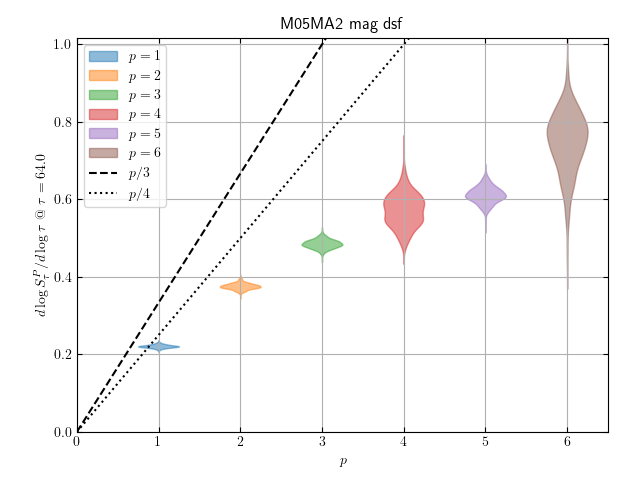 M05MA2 mag dsf
d log S_τ^P / d log τ @ τ = 64.0
1.0
0.8
0.6
0.4
0.2
0.0
p = 1
p = 2
p = 3
p = 4
p = 5
p = 6
p/3
p/4
0 1 2 3 4 5 6
p